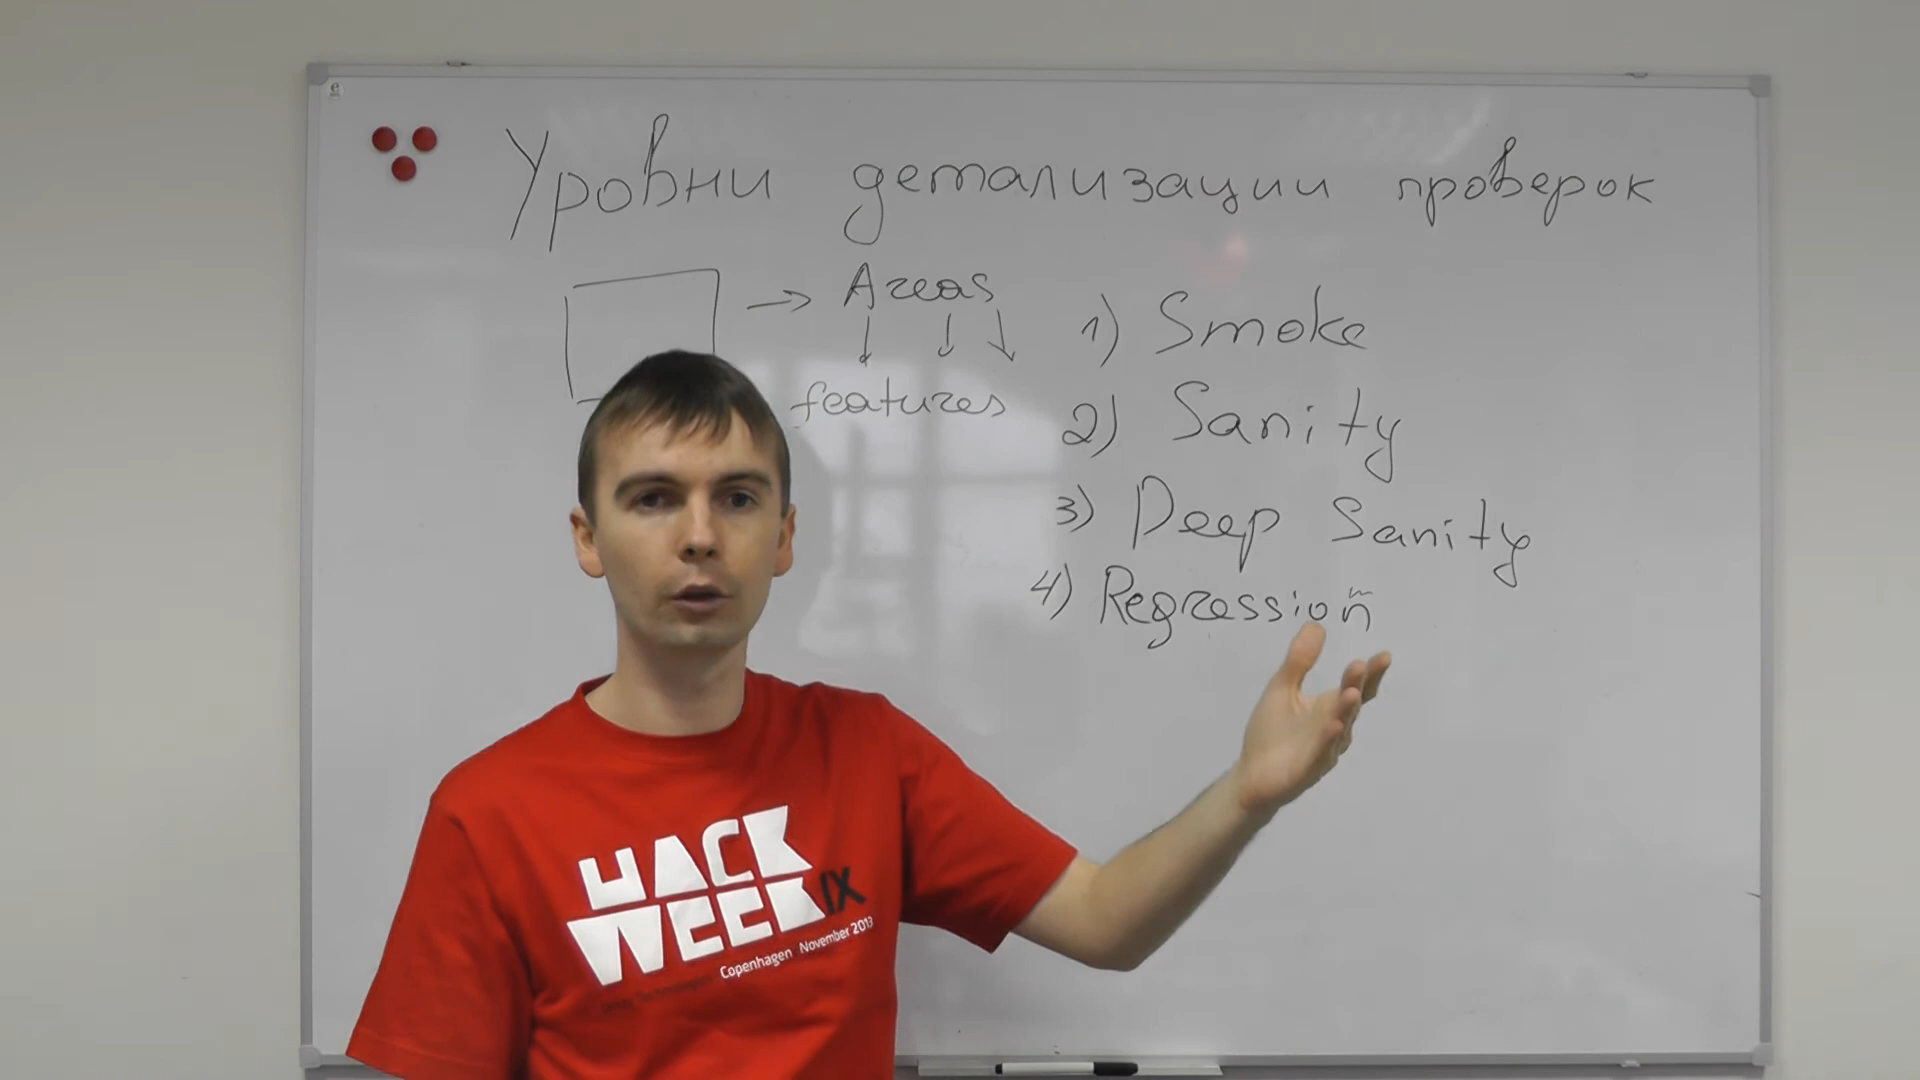 Уровни детализации проверок
Areas
features
1) Smoke
2) Sanity
3) Deep Sanity
4) Regression
HACK
WEEK IX
Copenhagen November 2013